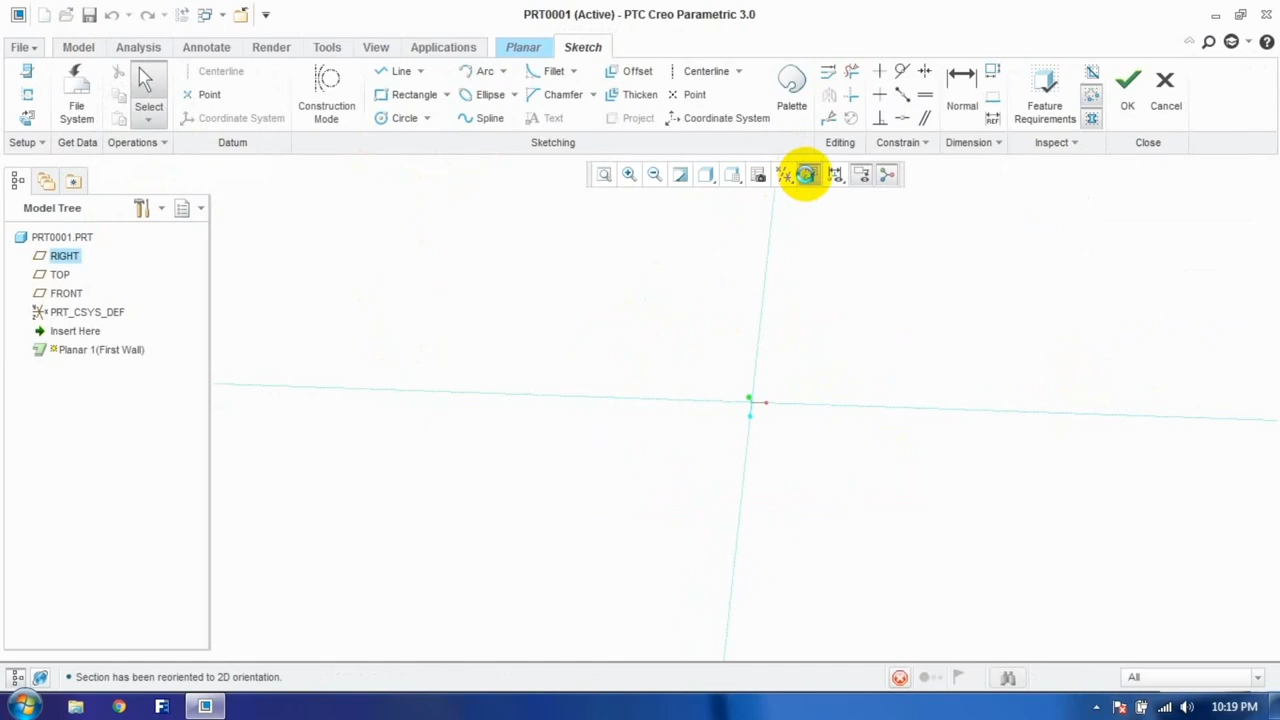 PRT0001 (Active) - PTC Creo Parametric 3.0
File Model Analysis Annotate Render Tools View Applications Planar Sketch
Centerline Line Arc Fillet Offset Centerline
Point Rectangle Ellipse Chamfer Thicken Point
Coordinate System Circle Spline Text Project Coordinate System
File System Select Construction Mode Palette Normal REF Feature Requirements OK Cancel
Setup Get Data Operations Datum Sketching Editing Constrain Dimension Inspect Close
Model Tree
PRT0001.PRT
RIGHT
TOP
FRONT
PRT_CSYS_DEF
Insert Here
Planar 1(First Wall)
Section has been reoriented to 2D orientation.
All
10:19 PM